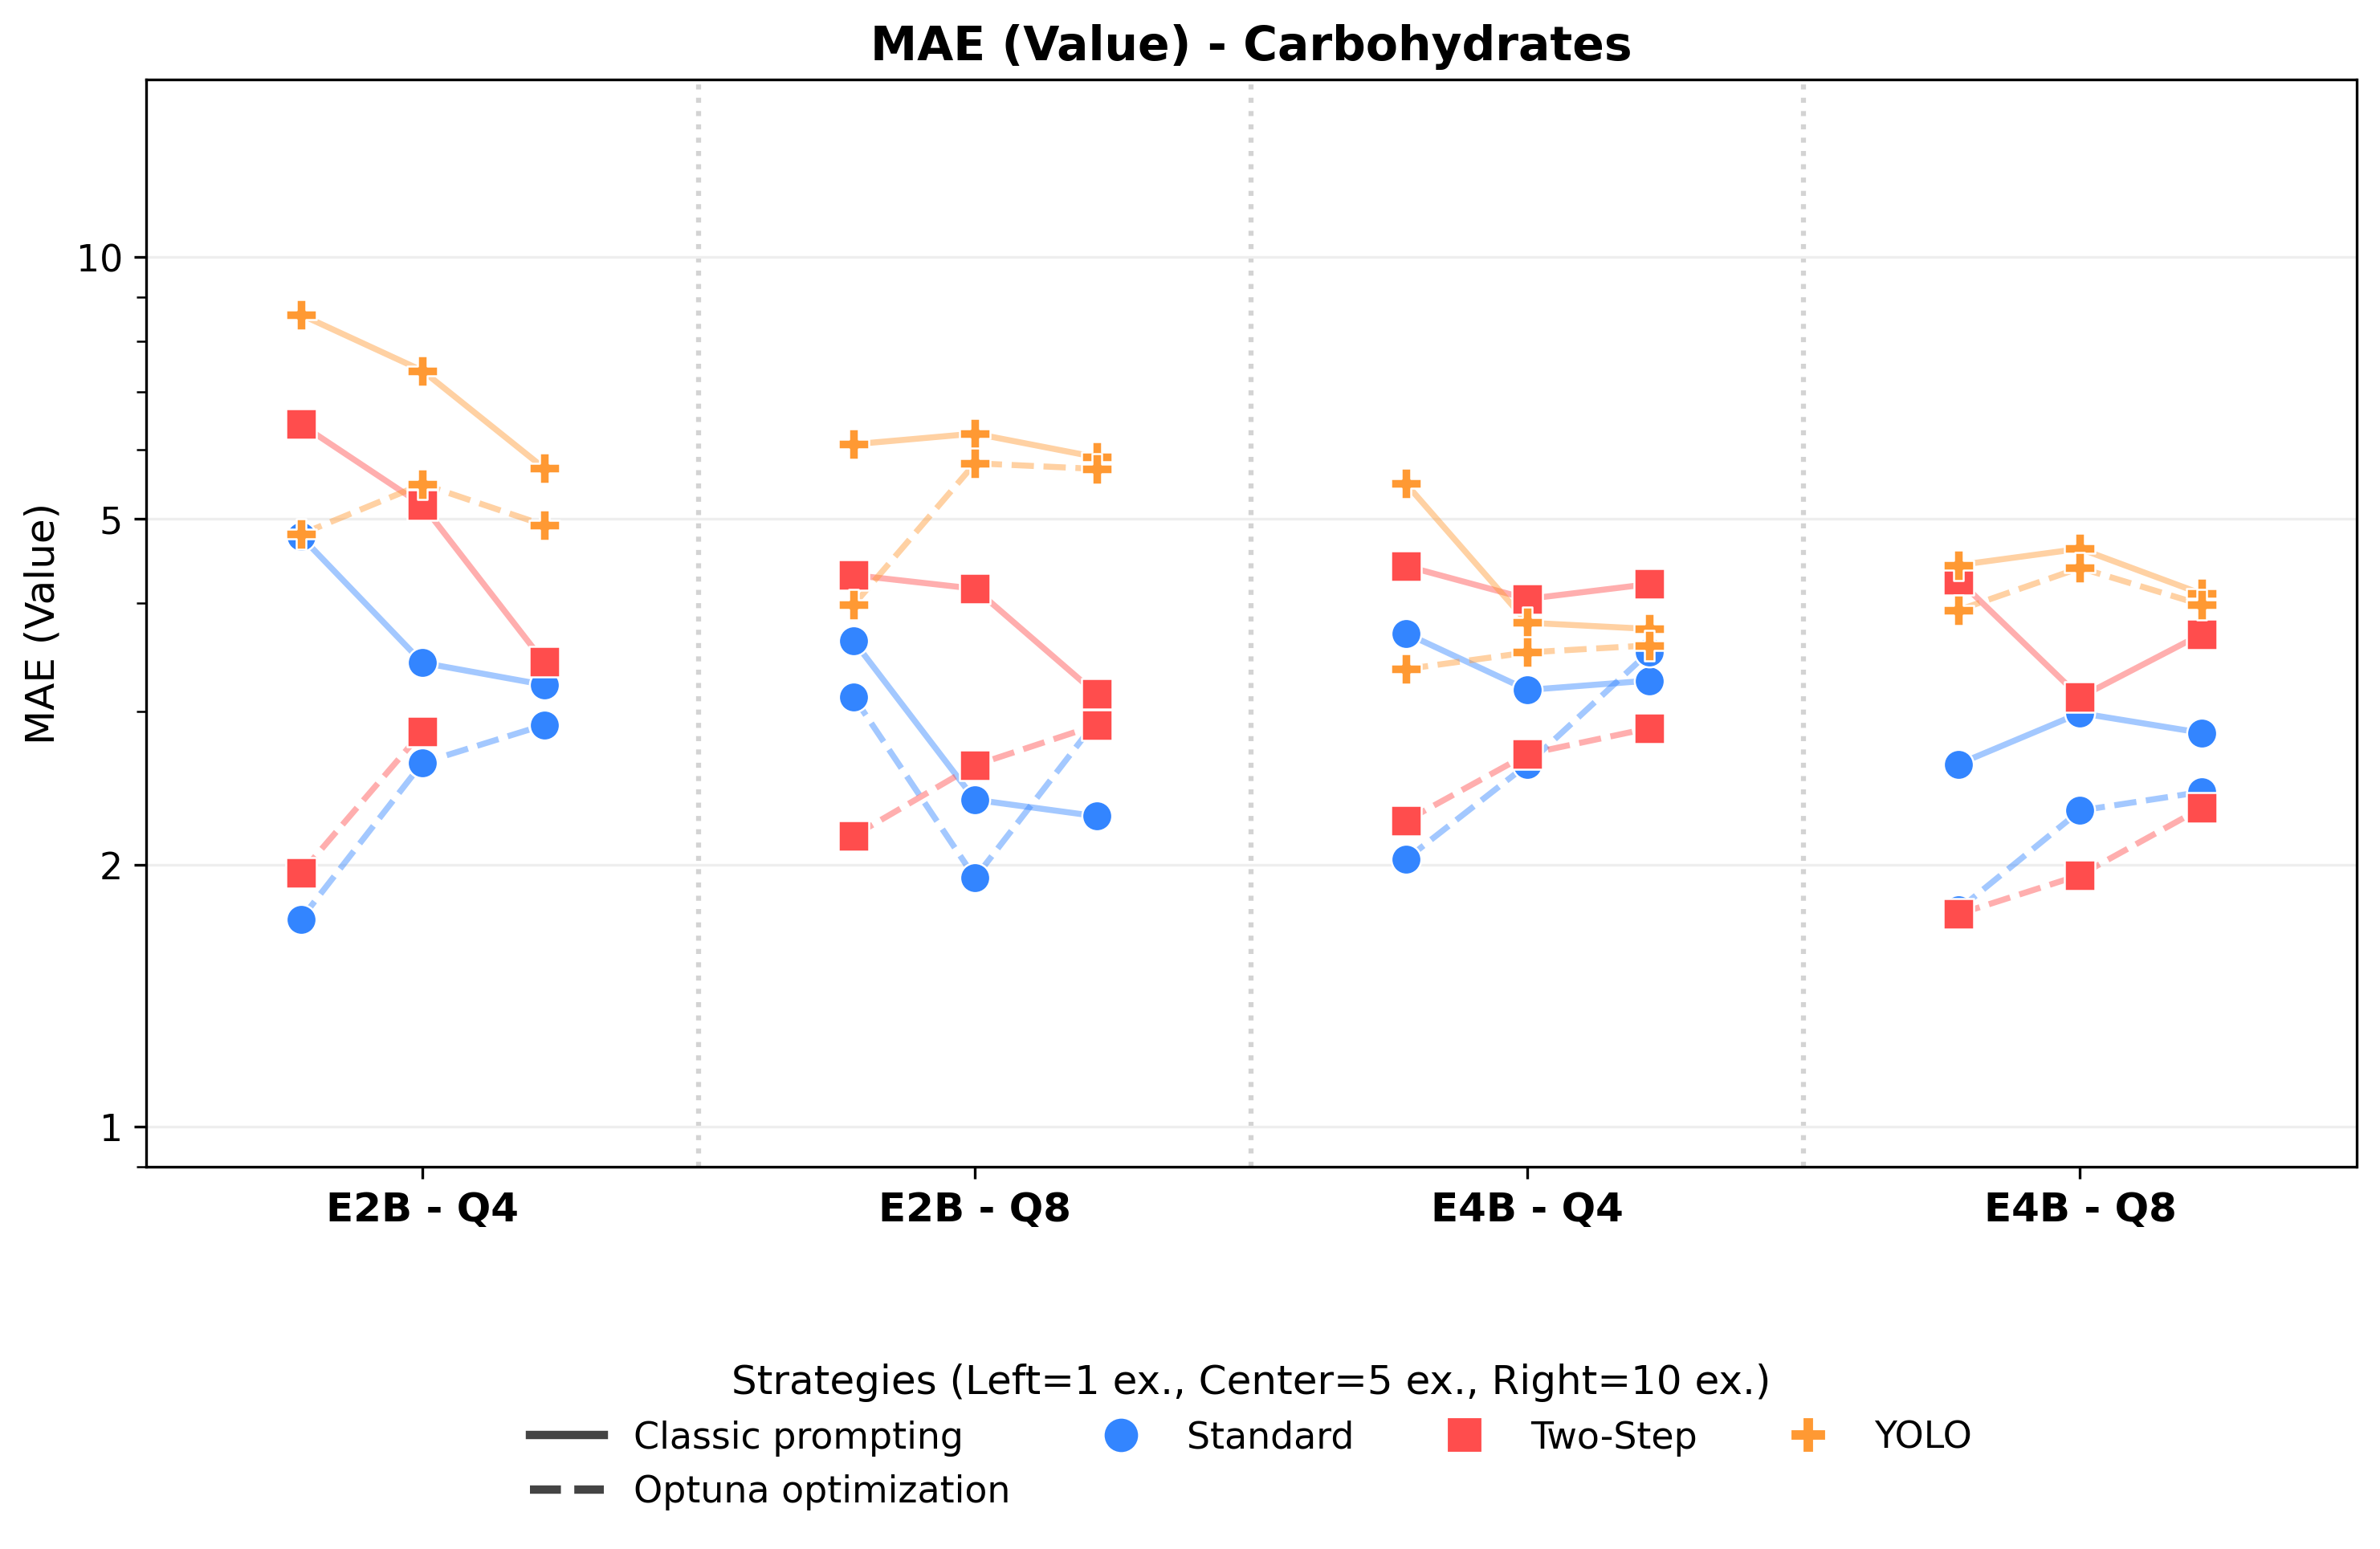 MAE (Value) - Carbohydrates
MAE (Value)
10
5
2
1
E2B - Q4
E2B - Q8
E4B - Q4
E4B - Q8
Strategies (Left=1 ex., Center=5 ex., Right=10 ex.)
Classic prompting
Optuna optimization
Standard
Two-Step
YOLO